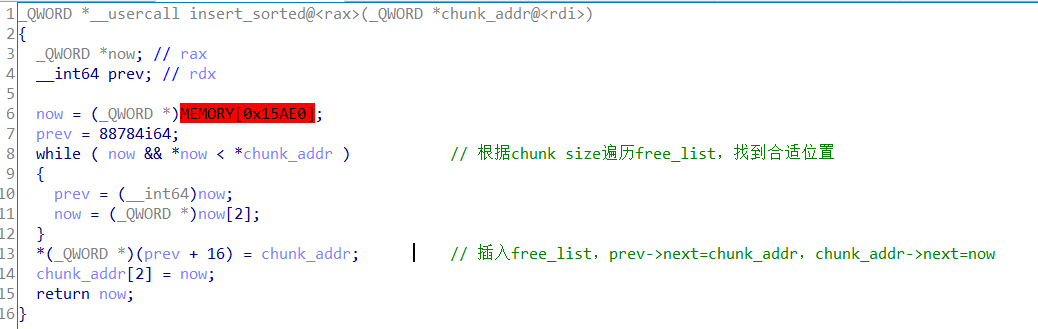 1 _QWORD *__usercall insert_sorted@<rax>(_QWORD *chunk_addr@<rdi>)
2 {
3 _QWORD *now; // rax
4 __int64 prev; // rdx
5
6 now = (_QWORD *)MEMORY[0x15AE0];
7 prev = 88784i64;
8 while ( now && *now < *chunk_addr ) // 根据chunk size遍历free_list，找到合适位置
9 {
10 prev = (__int64)now;
11 now = (_QWORD *)now[2];
12 }
13 *(_QWORD *)(prev + 16) = chunk_addr; // 插入free_list，prev->next=chunk_addr，chunk_addr->next=now
14 chunk_addr[2] = now;
15 return now;
16 }